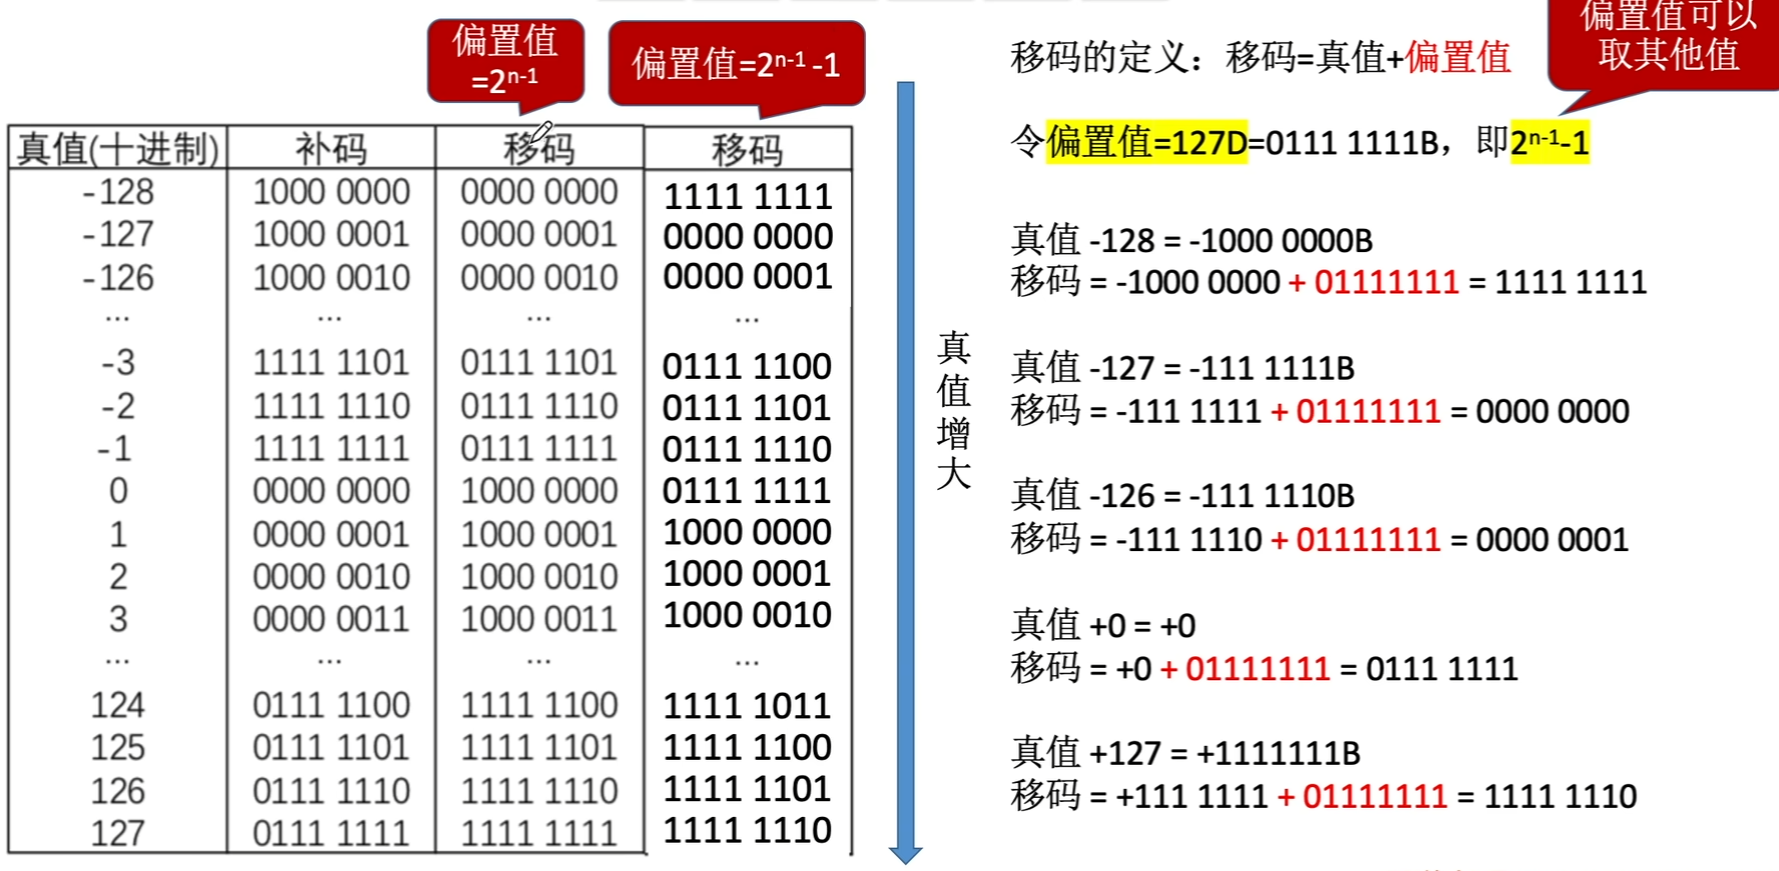 偏置值
=2ⁿ⁻¹
偏置值=2ⁿ⁻¹ -1
真值(十进制) 补码 移码 移码
-128 1000 0000 0000 0000 1111 1111
-127 1000 0001 0000 0001 0000 0000
-126 1000 0010 0000 0010 0000 0001
... ... ... ...
-3 1111 1101 0111 1101 0111 1100
-2 1111 1110 0111 1110 0111 1101
-1 1111 1111 0111 1111 0111 1110
0 0000 0000 1000 0000 0111 1111
1 0000 0001 1000 0001 1000 0000
2 0000 0010 1000 0010 1000 0001
3 0000 0011 1000 0011 1000 0010
... ... ... ...
124 0111 1100 1111 1100 1111 1011
125 0111 1101 1111 1101 1111 1100
126 0111 1110 1111 1110 1111 1101
127 0111 1111 1111 1111 1111 1110
真值增大
偏置值可以
取其他值
移码的定义：移码=真值+偏置值
令偏置值=127D=0111 1111B，即2ⁿ⁻¹-1
真值 -128 = -1000 0000B
移码 = -1000 0000 + 01111111 = 1111 1111
真值 -127 = -111 1111B
移码 = -111 1111 + 01111111 = 0000 0000
真值 -126 = -111 1110B
移码 = -111 1110 + 01111111 = 0000 0001
真值 +0 = +0
移码 = +0 + 01111111 = 0111 1111
真值 +127 = +1111111B
移码 = +111 1111 + 01111111 = 1111 1110